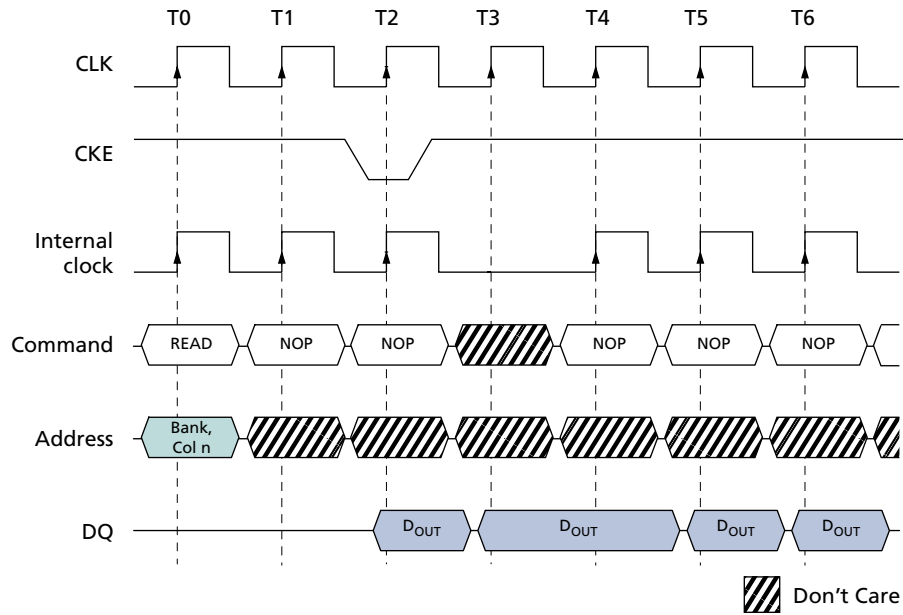 T0 T1 T2 T3 T4 T5 T6
CLK
CKE
Internal
clock
Command READ NOP NOP NOP NOP NOP
Address Bank,
Col n
DQ DOUT DOUT DOUT DOUT
Don't Care